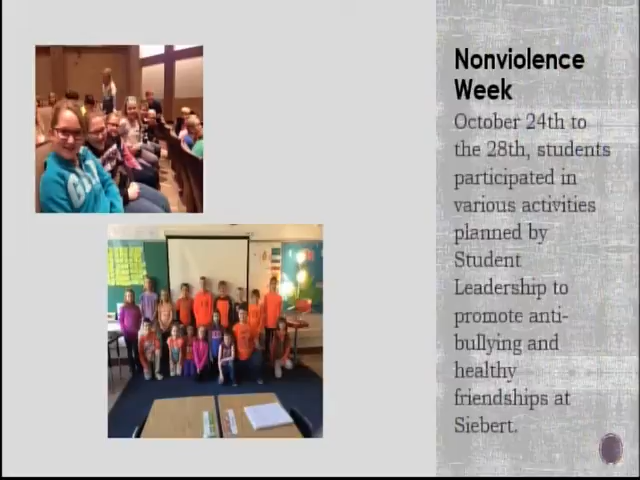 Nonviolence
Week
October 24th to
the 28th, students
participated in
various activities
planned by
Student
Leadership to
promote anti-
bullying and
healthy
friendships at
Siebert.